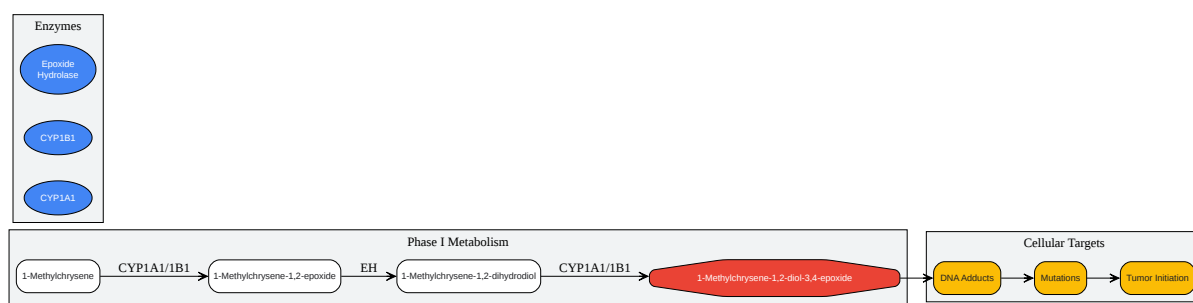 Enzymes
Epoxide
Hydrolase
CYP1B1
CYP1A1
Phase I Metabolism
1-Methylchrysene
CYP1A1/1B1
1-Methylchrysene-1,2-epoxide
EH
1-Methylchrysene-1,2-dihydrodiol
CYP1A1/1B1
1-Methylchrysene-1,2-diol-3,4-epoxide
Cellular Targets
DNA Adducts
Mutations
Tumor Initiation